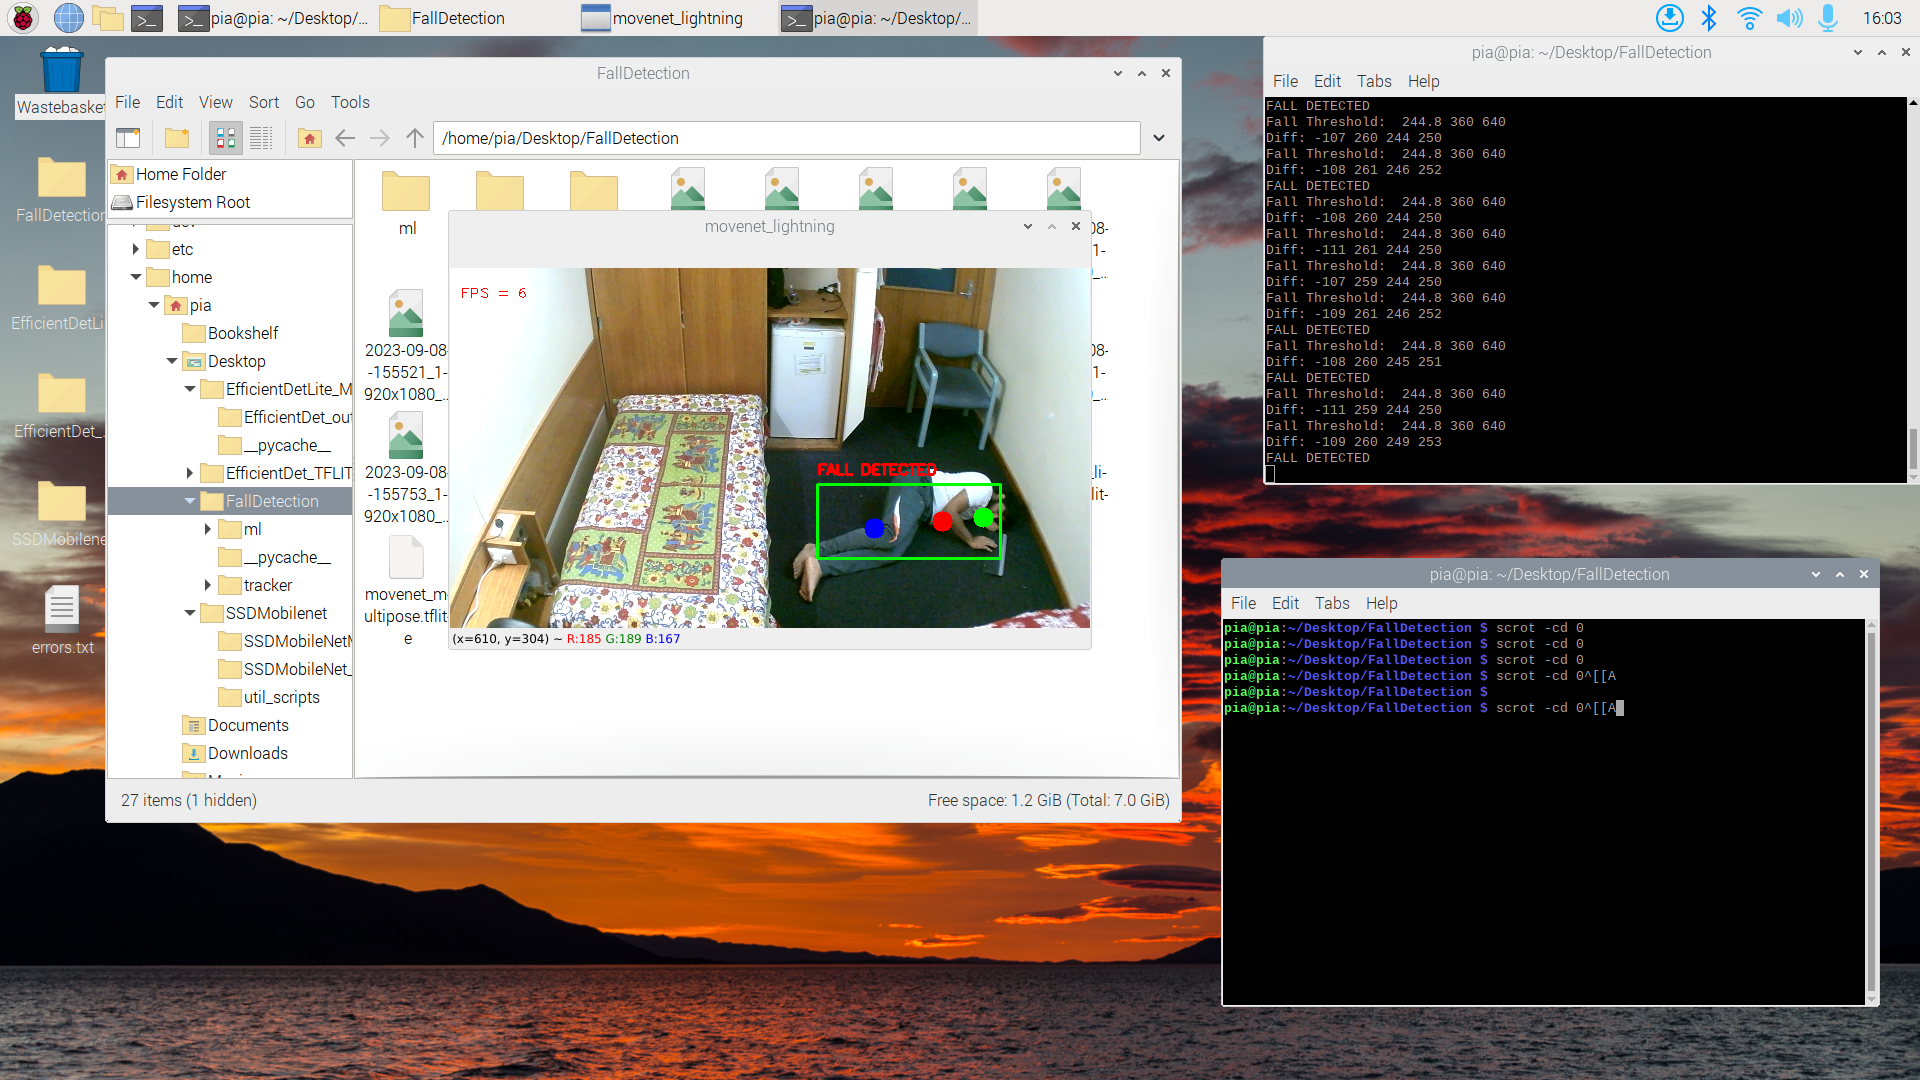 pia@pia: ~/Desktop/...
FallDetection
movenet_lightning
pia@pia: ~/Desktop/...
16:03
Wastebasket
FallDetection
EfficientDetLi
EfficientDet_
SSDMobilene
errors.txt
FallDetection
File Edit View Sort Go Tools
/home/pia/Desktop/FallDetection
Home Folder
Filesystem Root
etc
home
pia
Bookshelf
Desktop
EfficientDetLite_M
EfficientDet_ou
__pycache__
EfficientDet_TFLIT
FallDetection
ml
__pycache__
tracker
SSDMobilenet
SSDMobileNetM
SSDMobileNet_
util_scripts
Documents
Downloads
ml
2023-09-08-
-155521_1-
920x1080_...
2023-09-08-
-155753_1-
920x1080_...
movenet_m-
ultipose.tflit-
e
08-
1-
_...
08-
1-
_...
li-
lit-
27 items (1 hidden)
Free space: 1.2 GiB (Total: 7.0 GiB)
movenet_lightning
FPS = 6
FALL DETECTED
(x=610, y=304) ~ R:185 G:189 B:167
pia@pia: ~/Desktop/FallDetection
File Edit Tabs Help
FALL DETECTED
Fall Threshold:  244.8 360 640
Diff: -107 260 244 250
Fall Threshold:  244.8 360 640
Diff: -108 261 246 252
FALL DETECTED
Fall Threshold:  244.8 360 640
Diff: -108 260 244 250
Fall Threshold:  244.8 360 640
Diff: -111 261 244 250
Fall Threshold:  244.8 360 640
Diff: -107 259 244 250
Fall Threshold:  244.8 360 640
Diff: -109 261 246 252
FALL DETECTED
Fall Threshold:  244.8 360 640
Diff: -108 260 245 251
FALL DETECTED
Fall Threshold:  244.8 360 640
Diff: -111 259 244 250
Fall Threshold:  244.8 360 640
Diff: -109 260 249 253
FALL DETECTED
pia@pia: ~/Desktop/FallDetection
File Edit Tabs Help
pia@pia:~/Desktop/FallDetection $ scrot -cd 0
pia@pia:~/Desktop/FallDetection $ scrot -cd 0
pia@pia:~/Desktop/FallDetection $ scrot -cd 0
pia@pia:~/Desktop/FallDetection $ scrot -cd 0^[[A
pia@pia:~/Desktop/FallDetection $
pia@pia:~/Desktop/FallDetection $ scrot -cd 0^[[A